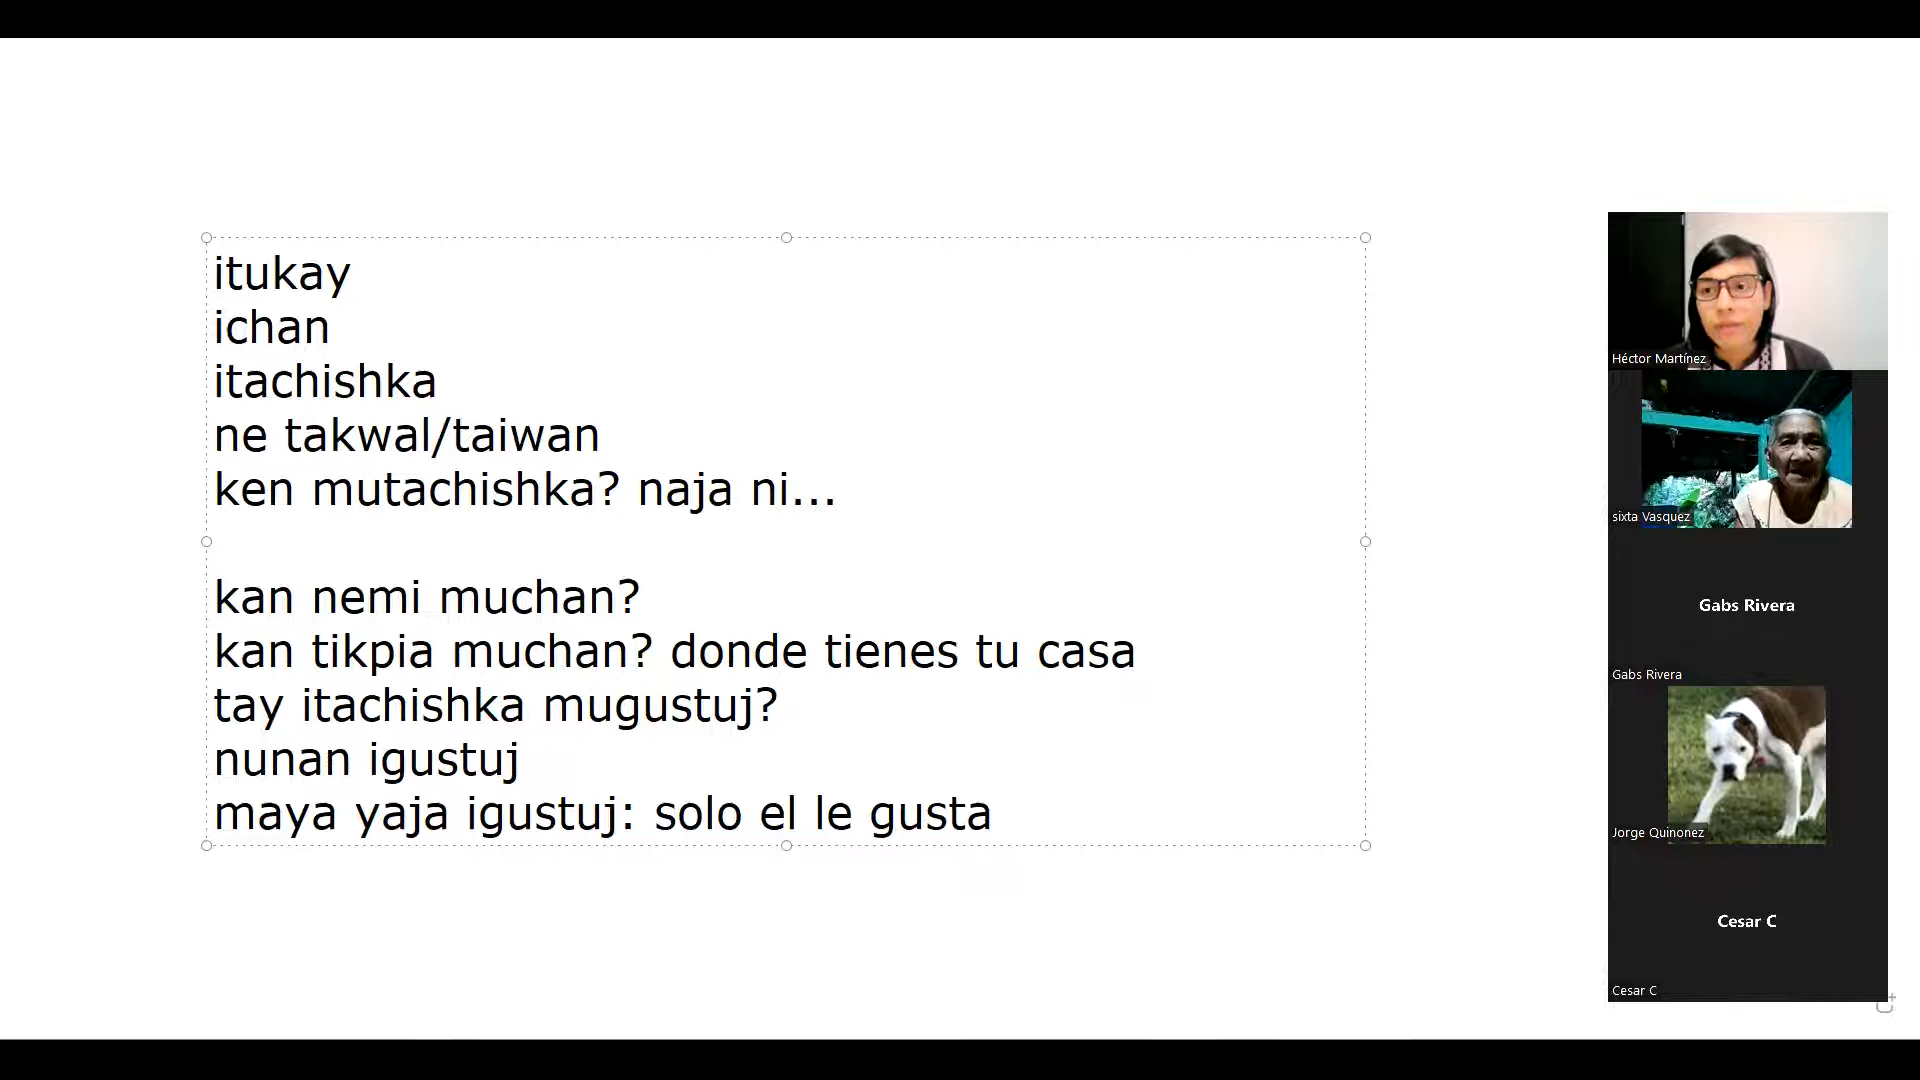 itukay
ichan
itachishka
ne takwal/taiwan
ken mutachishka? naja ni...
kan nemi muchan?
kan tikpia muchan? donde tienes tu casa
tay itachishka mugustuj?
nunan igustuj
maya yaja igustuj: solo el le gusta
Héctor Martínez
sixta Vasquez
Gabs Rivera
Gabs Rivera
Jorge Quinonez
Cesar C
Cesar C